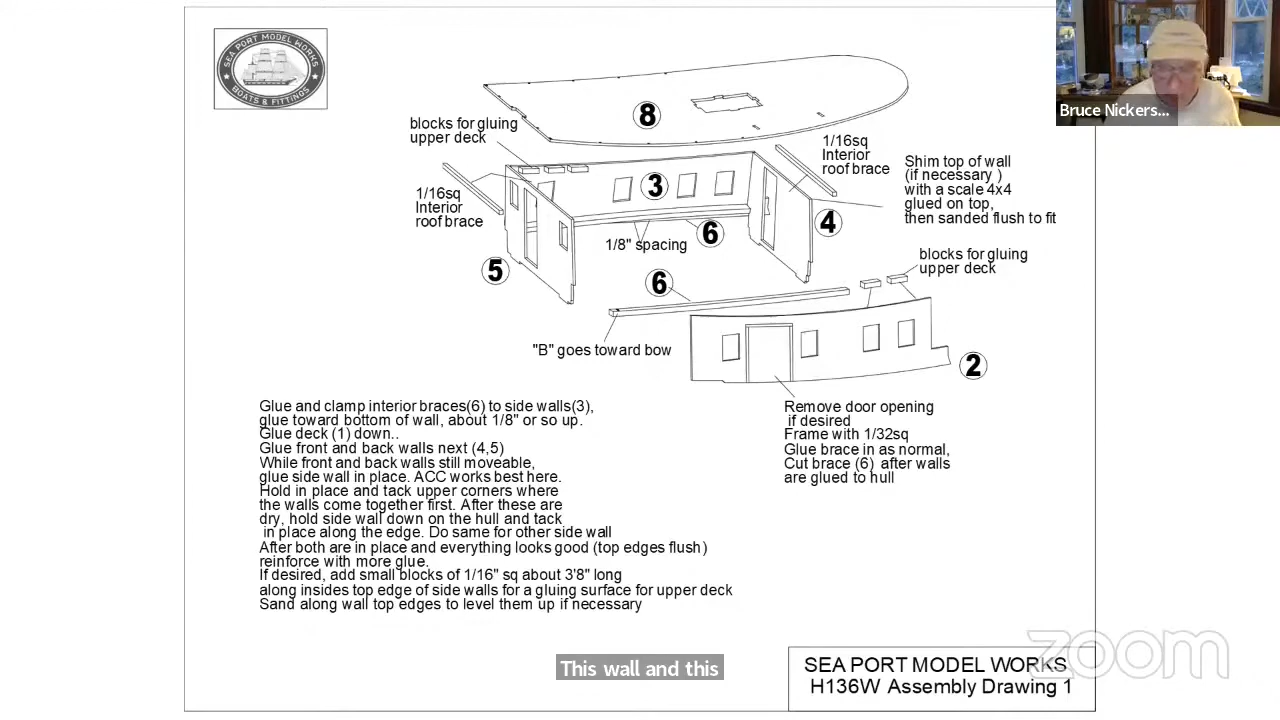 SEA PORT MODEL WORKS
BOATS & FITTINGS
Bruce Nickers...
8
blocks for gluing
upper deck
1/16sq
Interior
roof brace
1/16sq
Interior
roof brace
Shim top of wall
(if necessary )
with a scale 4x4
glued on top,
then sanded flush to fit
3
4
6
1/8" spacing
5
blocks for gluing
upper deck
6
"B" goes toward bow
2
Glue and clamp interior braces(6) to side walls(3),
glue toward bottom of wall, about 1/8" or so up.
Glue deck (1) down..
Glue front and back walls next (4,5)
While front and back walls still moveable,
glue side wall in place. ACC works best here.
Hold in place and tack upper corners where
the walls come together first. After these are
dry, hold side wall down on the hull and tack
in place along the edge. Do same for other side wall
After both are in place and everything looks good (top edges flush)
reinforce with more glue.
If desired, add small blocks of 1/16" sq about 3'8" long
along insides top edge of side walls for a gluing surface for upper deck
Sand along wall top edges to level them up if necessary
Remove door opening
if desired
Frame with 1/32sq
Glue brace in as normal,
Cut brace (6) after walls
are glued to hull
This wall and this
SEA PORT MODEL WORKS
H136W Assembly Drawing 1
zoom